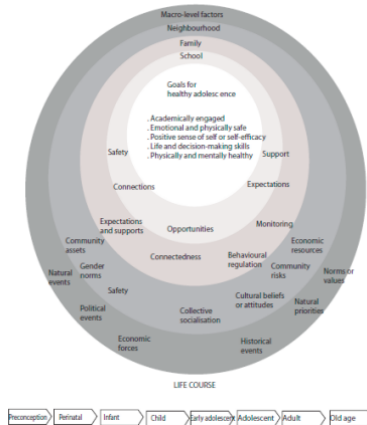 Macro-level factors
Neighbourhood
Family
School
Goals for
healthy adolesc ence
. Academically engaged
. Emotional and physically safe
. Positive sense of self or self-efficacy
. Life and decision-making skills
. Physically and mentally healthy
Safety
Support
Connections
Expectations
Expectations
and supports
Opportunities
Monitoring
Community
assets
Connectedness
Behavioural
regulation
Economic
resources
Natural
events
Gender
norms
Community
risks
Norms or
values
Safety
Cultural beliefs
or attitudes
Political
events
Collective
socialisation
Natural
priorities
Economic
forces
Historical
events
LIFE COURSE
Preconception
Perinatal
Infant
Child
Early adolescent
Adolescent
Adult
Old age